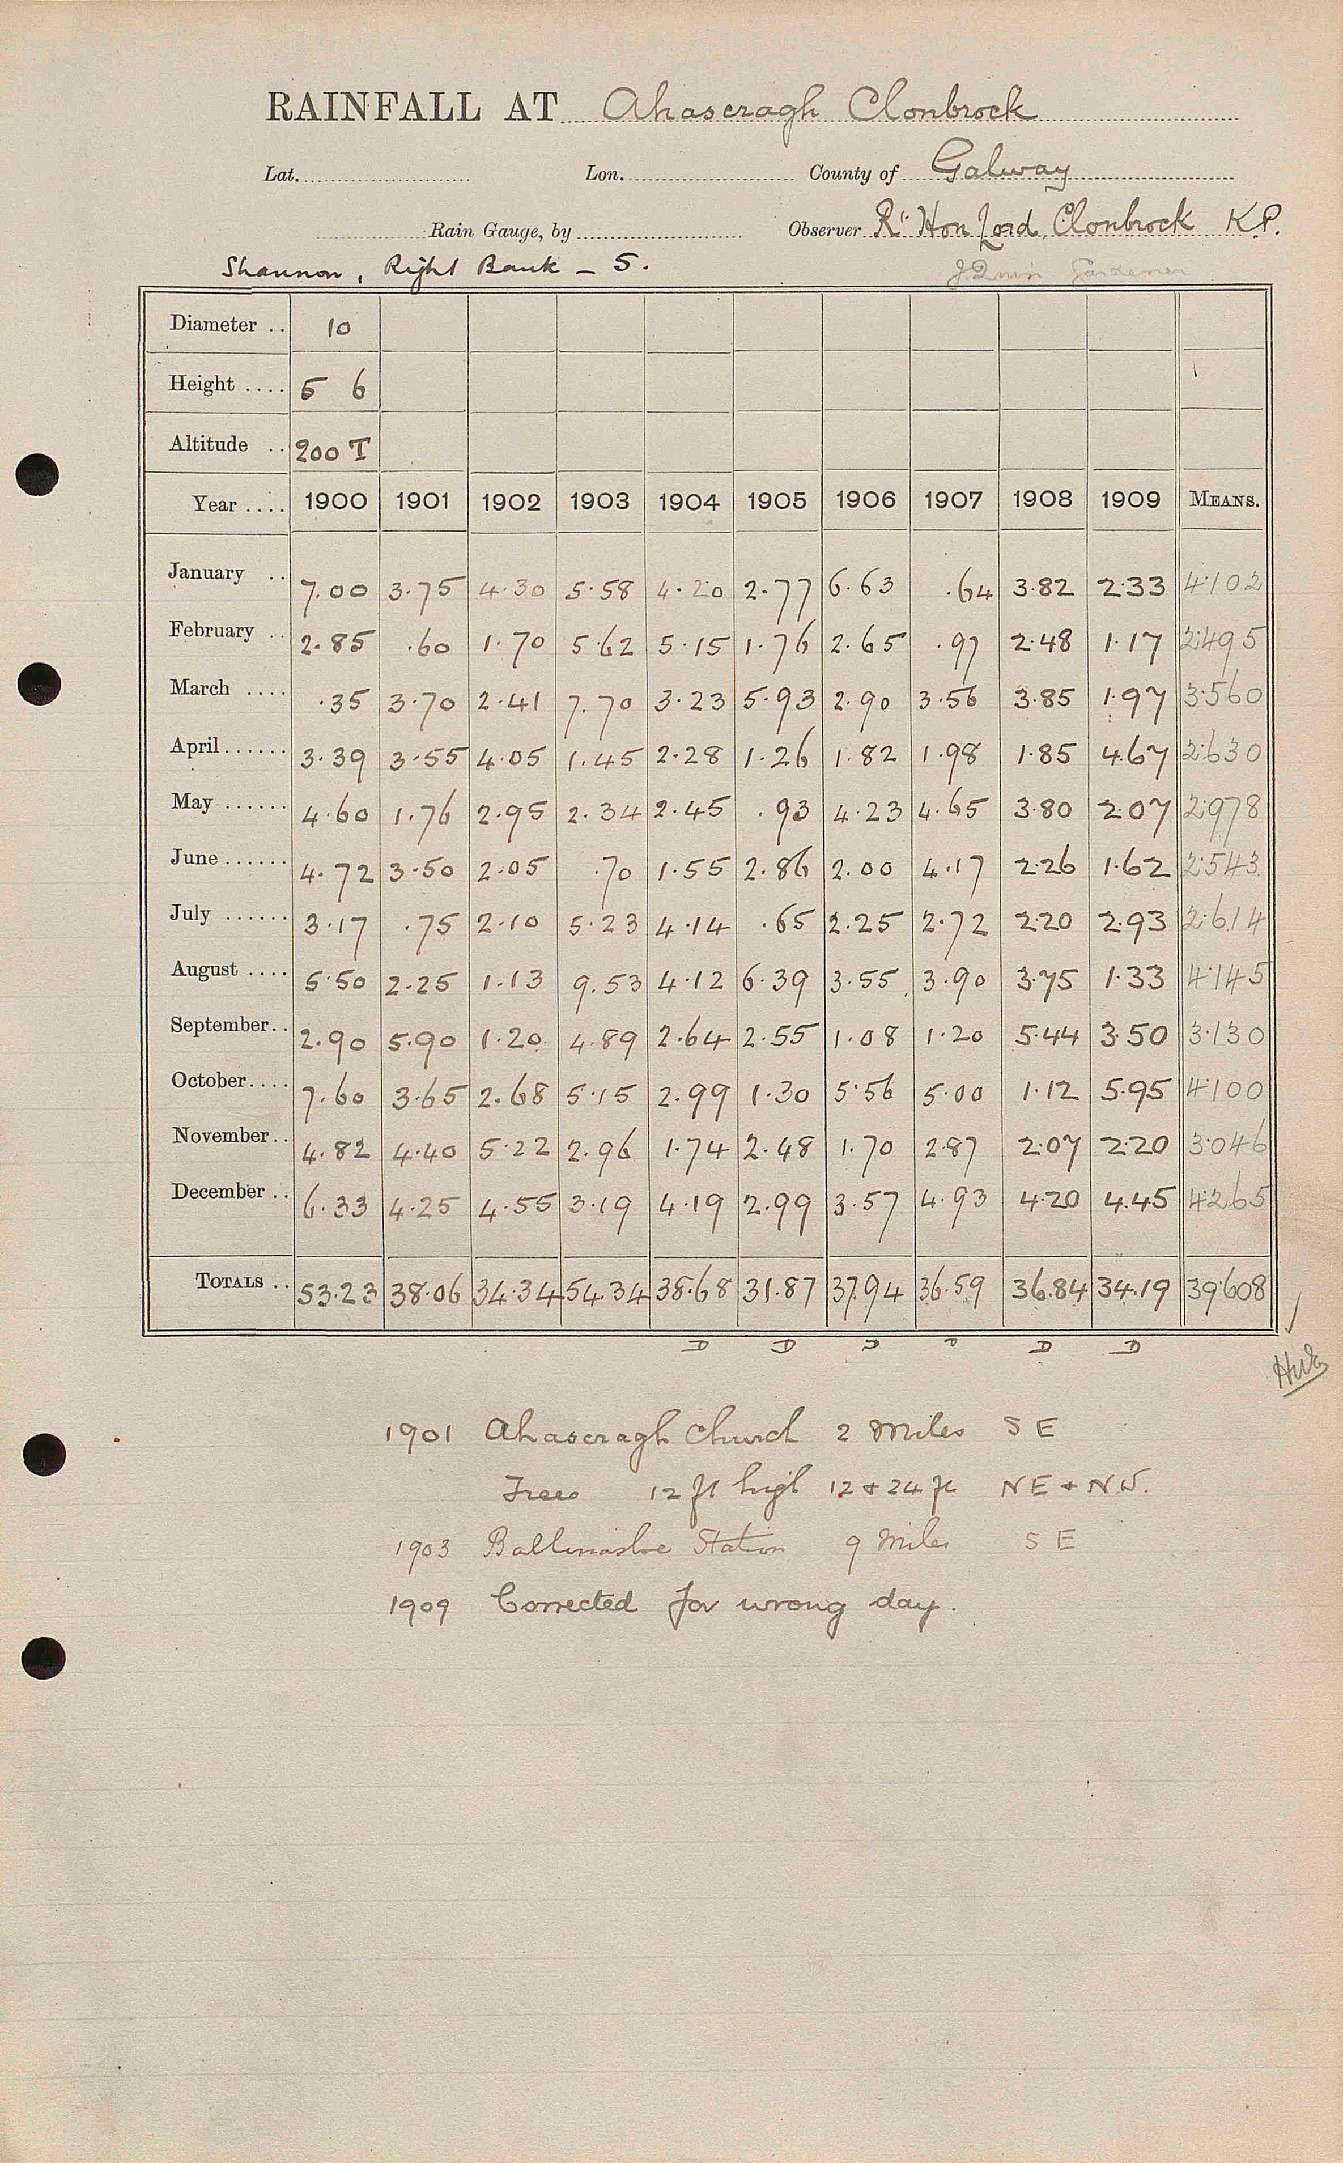 RAINFALL AT Ahascragh Clonbrock
Lat. Lon. County of Galway
Rain Gauge, by Observer Rt Hon Lord Clonbrock K.P.
Shannon, Right Bank – S. J. Quin Gardener
Diameter .. 10
Height .... 5 6
Altitude .. 200 T
Year .... 1900 1901 1902 1903 1904 1905 1906 1907 1908 1909 MEANS.
January .. 7.00 3.75 4.30 5.58 4.20 2.77 6.63 .64 3.82 2.33 4.102
February .. 2.85 .60 1.70 5.62 5.15 1.76 2.65 .97 2.48 1.17 2.495
March .... .35 3.70 2.41 7.70 3.23 5.93 2.90 3.56 3.85 1.97 3.560
April ...... 3.39 3.55 4.05 1.45 2.28 1.26 1.82 1.98 1.85 4.67 2.630
May ...... 4.60 1.76 2.95 2.34 2.45 .93 4.23 4.65 3.80 2.07 2.978
June ...... 4.72 3.50 2.05 .70 1.55 2.86 2.00 4.17 2.26 1.62 2.543
July ...... 3.17 .75 2.10 5.23 4.14 .65 2.25 2.72 2.20 2.93 2.614
August .... 5.50 2.25 1.13 9.53 4.12 6.39 3.55 3.90 3.75 1.33 4.145
September .. 2.90 5.90 1.20 4.89 2.64 2.55 1.08 1.20 5.44 3.50 3.130
October .... 7.60 3.65 2.68 5.15 2.99 1.30 5.56 5.00 1.12 5.95 4.100
November .. 4.82 4.40 5.22 2.96 1.74 2.48 1.70 2.87 2.07 2.20 3.046
December .. 6.33 4.25 4.55 3.19 4.19 2.99 3.57 4.93 4.20 4.45 4.265
TOTALS .. 53.23 38.06 34.34 54.34 38.68 31.87 37.94 36.59 36.84 34.19 39.608
D D D D D D
1901 Ahascragh Church 2 Miles S E
Trees 12 ft high 12 & 24 ft NE & NW.
1903 Ballinasloe Station 9 Miles S E
1909 Corrected for wrong day.